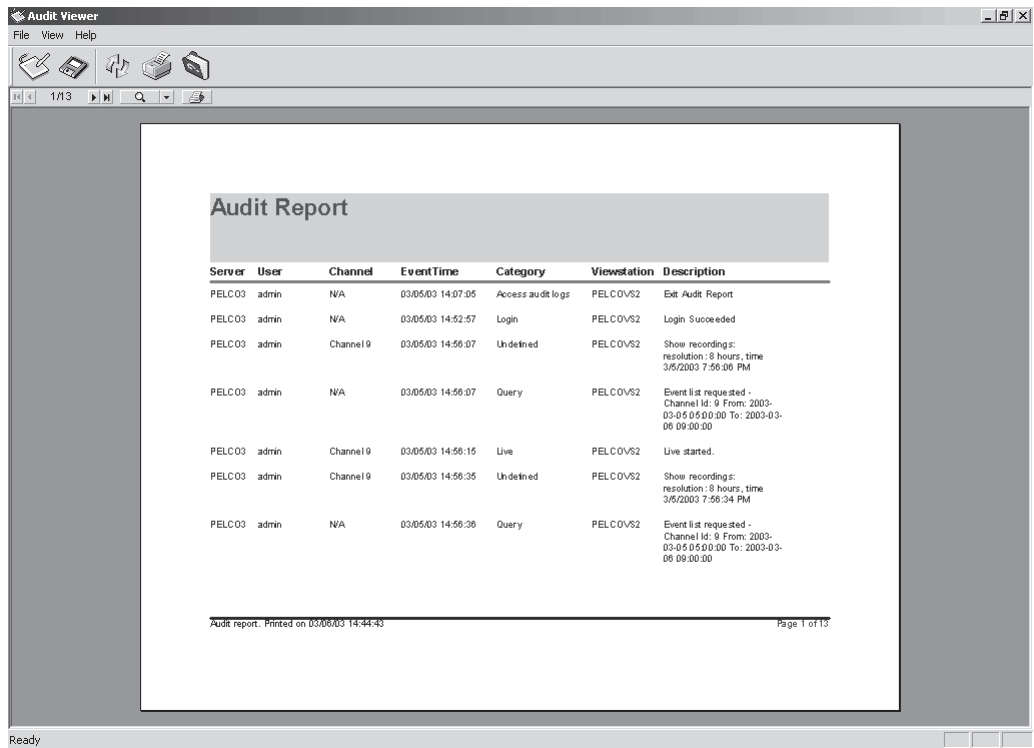 Audit Viewer
File View Help
1/13
Audit Report
Server User Channel EventTime Category Viewstation Description
PELCO3 admin N/A 03/05/03 14:07:05 Access audit logs PELCOVS2 Exit Audit Report
PELCO3 admin N/A 03/05/03 14:52:57 Login PELCOVS2 Login Succeeded
PELCO3 admin Channel 9 03/05/03 14:56:07 Undefined PELCOVS2 Show recordings:
resolution: 8 hours, time
3/5/2003 7:56:06 PM
PELCO3 admin N/A 03/05/03 14:56:07 Query PELCOVS2 Event list requested -
Channel Id: 9 From: 2003-
03-05 05:00:00 To: 2003-03-
06 09:00:00
PELCO3 admin Channel 9 03/05/03 14:56:15 Live PELCOVS2 Live started.
PELCO3 admin Channel 9 03/05/03 14:56:35 Undefined PELCOVS2 Show recordings:
resolution: 8 hours, time
3/5/2003 7:56:34 PM
PELCO3 admin N/A 03/05/03 14:56:36 Query PELCOVS2 Event list requested -
Channel Id: 9 From: 2003-
03-05 05:00:00 To: 2003-03-
06 09:00:00
Audit report. Printed on 03/06/03 14:44:43 Page 1 of 13
Ready